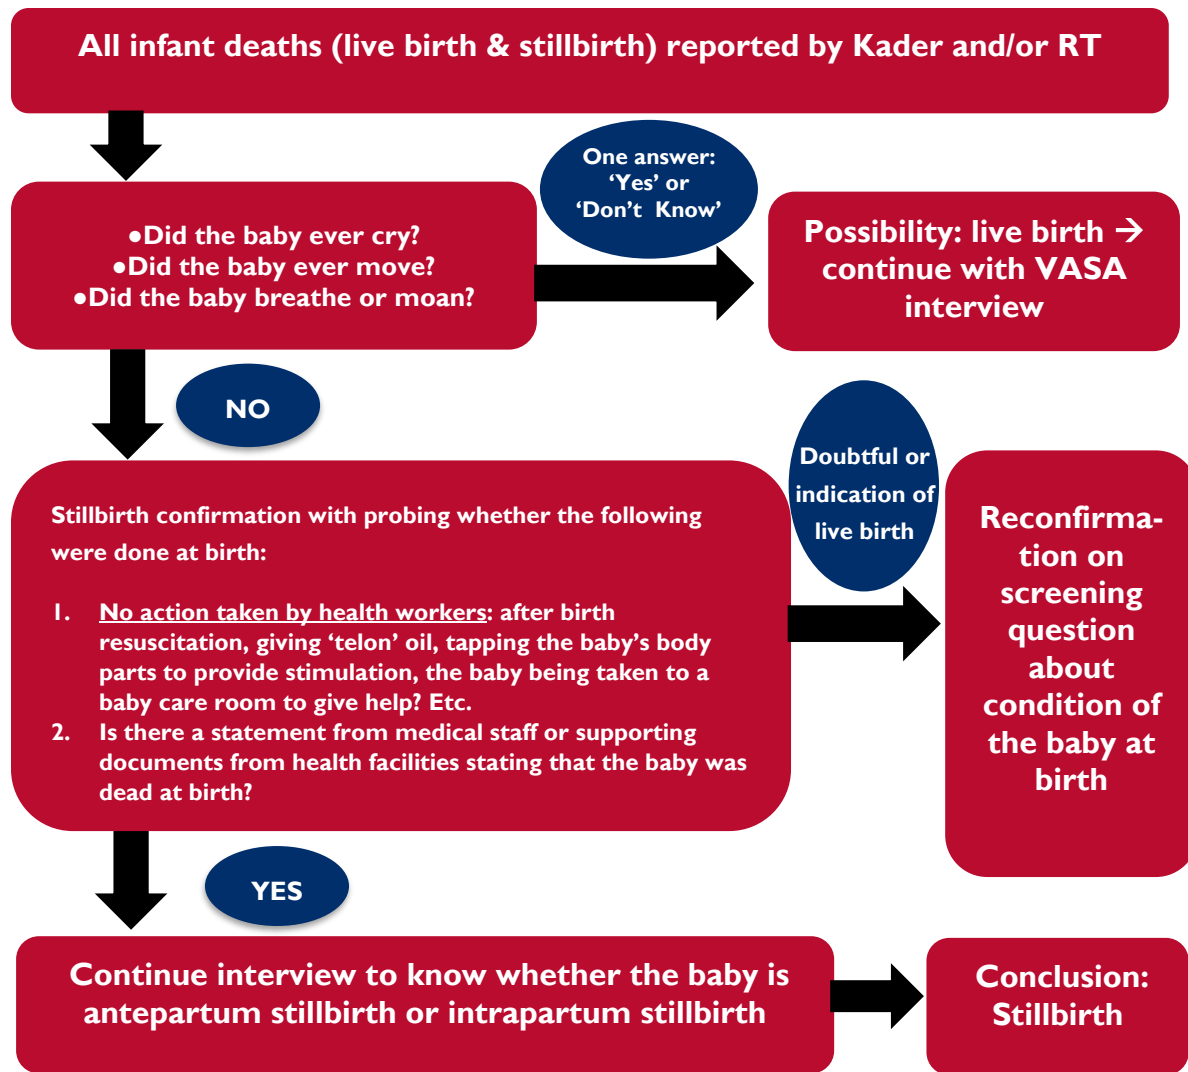 All infant deaths (live birth & stillbirth) reported by Kader and/or RT
One answer:
‘Yes’ or
‘Don’t Know’
●Did the baby ever cry?
●Did the baby ever move?
●Did the baby breathe or moan?
Possibility: live birth →
continue with VASA
interview
NO
Doubtful or
indication of
live birth
Stillbirth confirmation with probing whether the following
were done at birth:
1. No action taken by health workers: after birth
resuscitation, giving ‘telon’ oil, tapping the baby’s body
parts to provide stimulation, the baby being taken to a
baby care room to give help? Etc.
2. Is there a statement from medical staff or supporting
documents from health facilities stating that the baby was
dead at birth?
Reconfirma-
tion on
screening
question
about
condition of
the baby at
birth
YES
Continue interview to know whether the baby is
antepartum stillbirth or intrapartum stillbirth
Conclusion:
Stillbirth